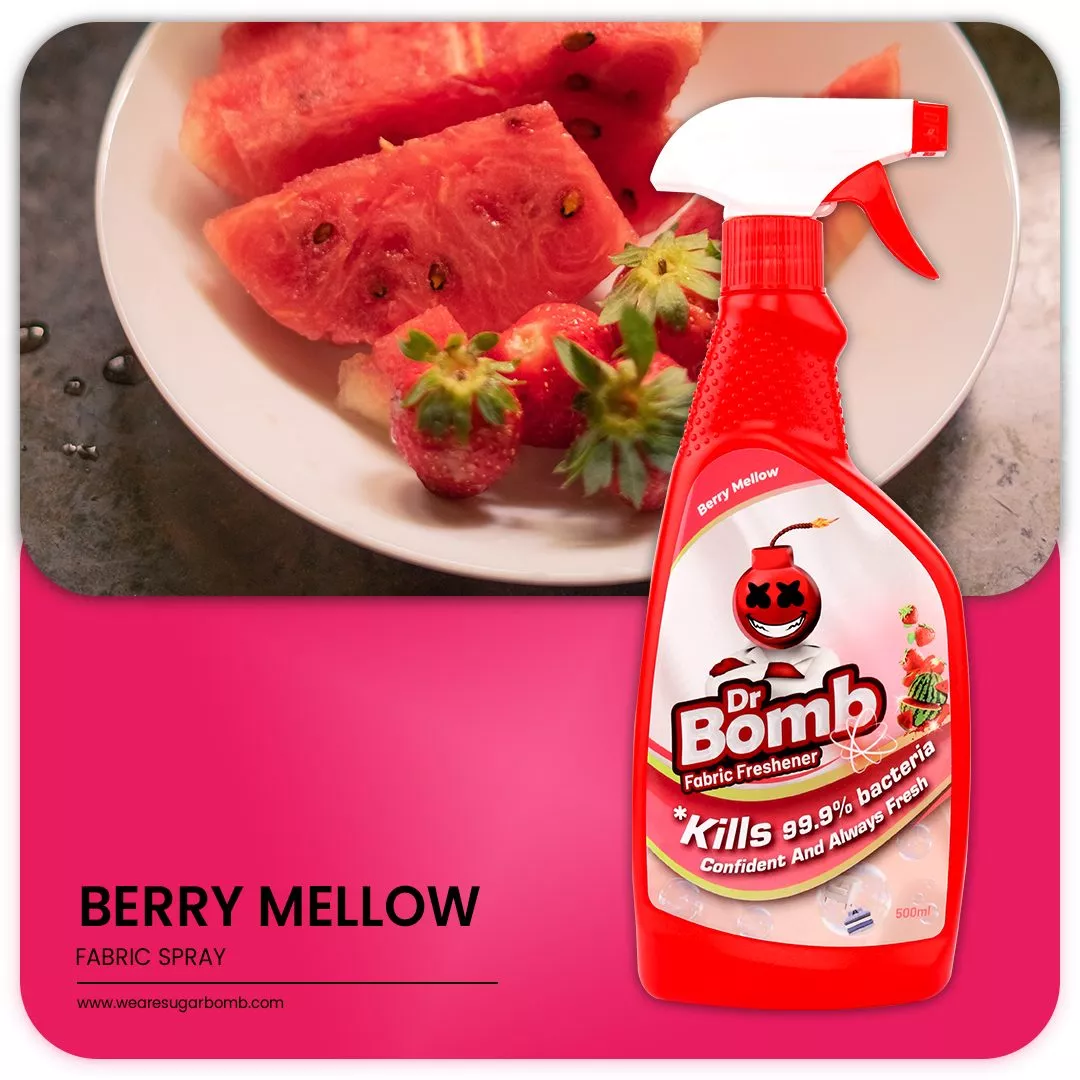 Berry Mellow
Dr
Bomb
Fabric Freshener
*Kills 99.9% bacteria
Confident And Always Fresh
500ml
BERRY MELLOW
FABRIC SPRAY
www.wearesugarbomb.com